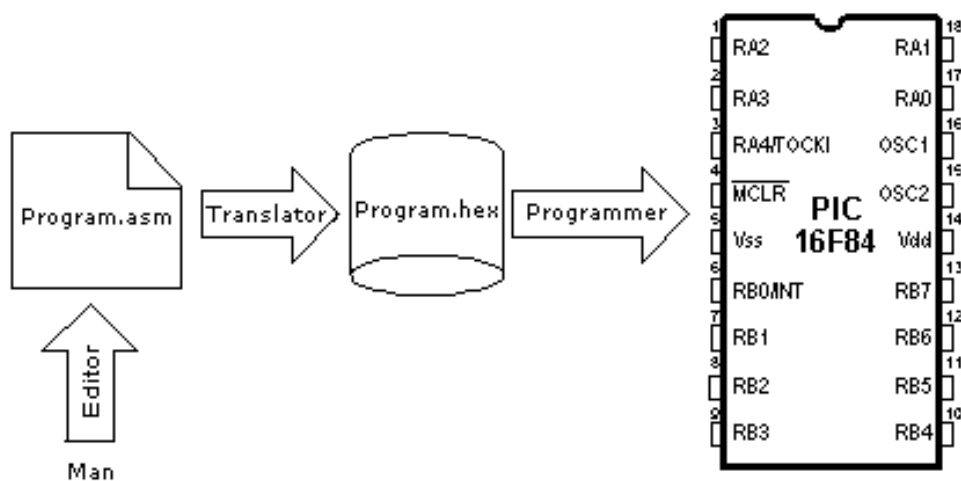 Program.asm
Translator
Program.hex
Programmer
Editor
Man
1
RA2
RA1
18
2
RA3
RA0
17
3
RA4/TOCKI
OSC1
16
4
MCLR
OSC2
15
PIC
16F84
5
Vss
Vdd
14
6
RB0/INT
RB7
13
7
RB1
RB6
12
8
RB2
RB5
11
9
RB3
RB4
10